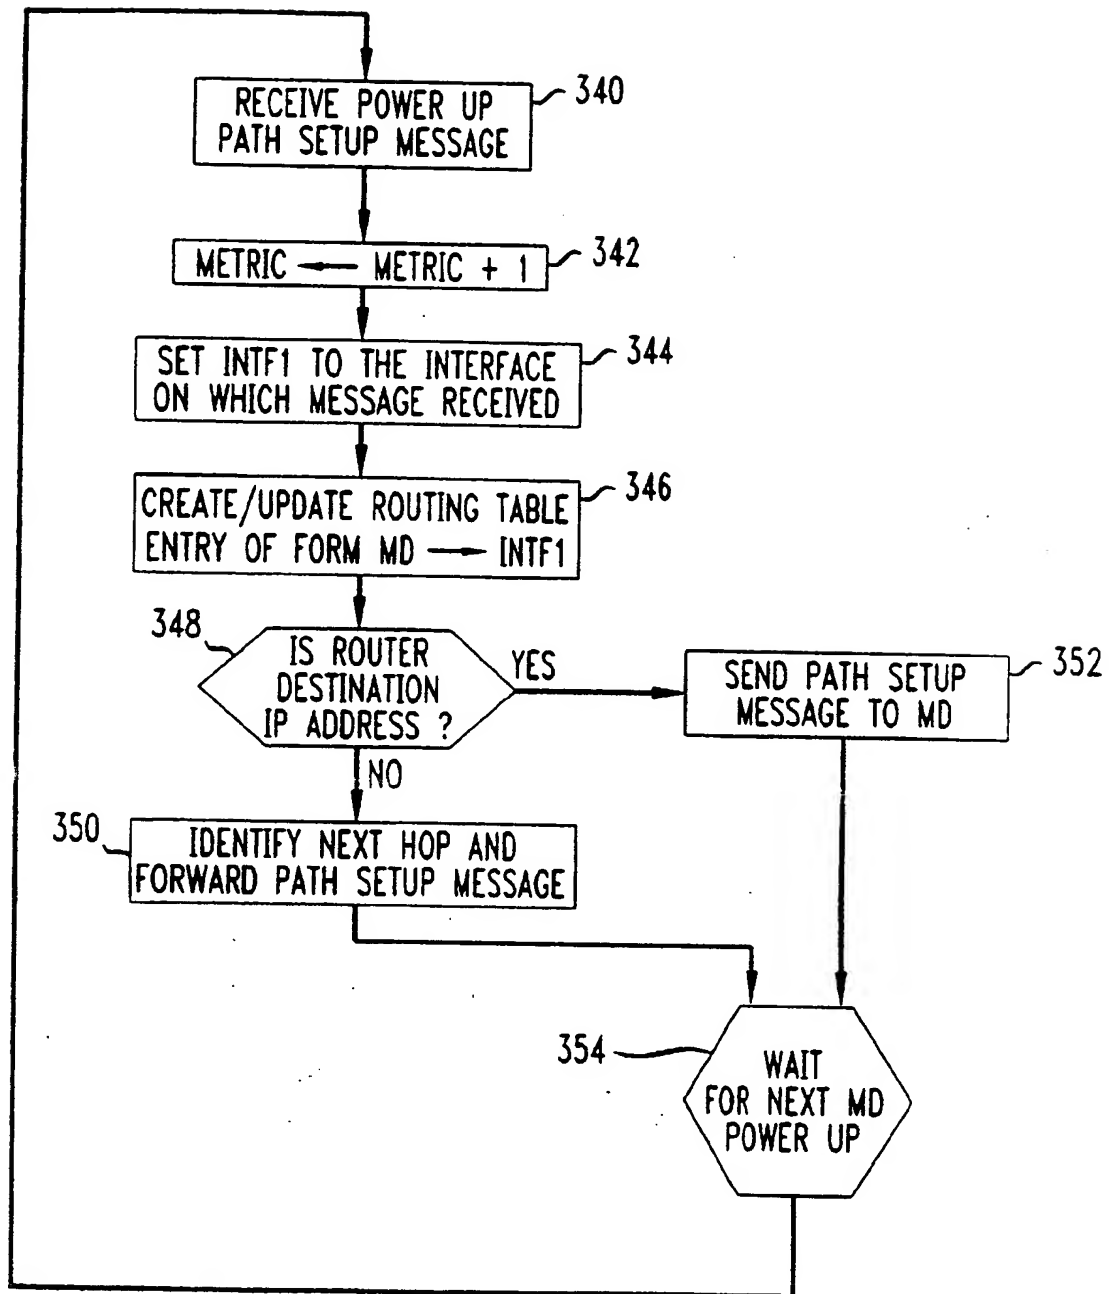 RECEIVE POWER UP
PATH SETUP MESSAGE
340
METRIC ← METRIC + 1
342
SET INTF1 TO THE INTERFACE
ON WHICH MESSAGE RECEIVED
344
CREATE/UPDATE ROUTING TABLE
ENTRY OF FORM MD → INTF1
346
348
IS ROUTER
DESTINATION
IP ADDRESS ?
YES
SEND PATH SETUP
MESSAGE TO MD
352
NO
350
IDENTIFY NEXT HOP AND
FORWARD PATH SETUP MESSAGE
354
WAIT
FOR NEXT MD
POWER UP